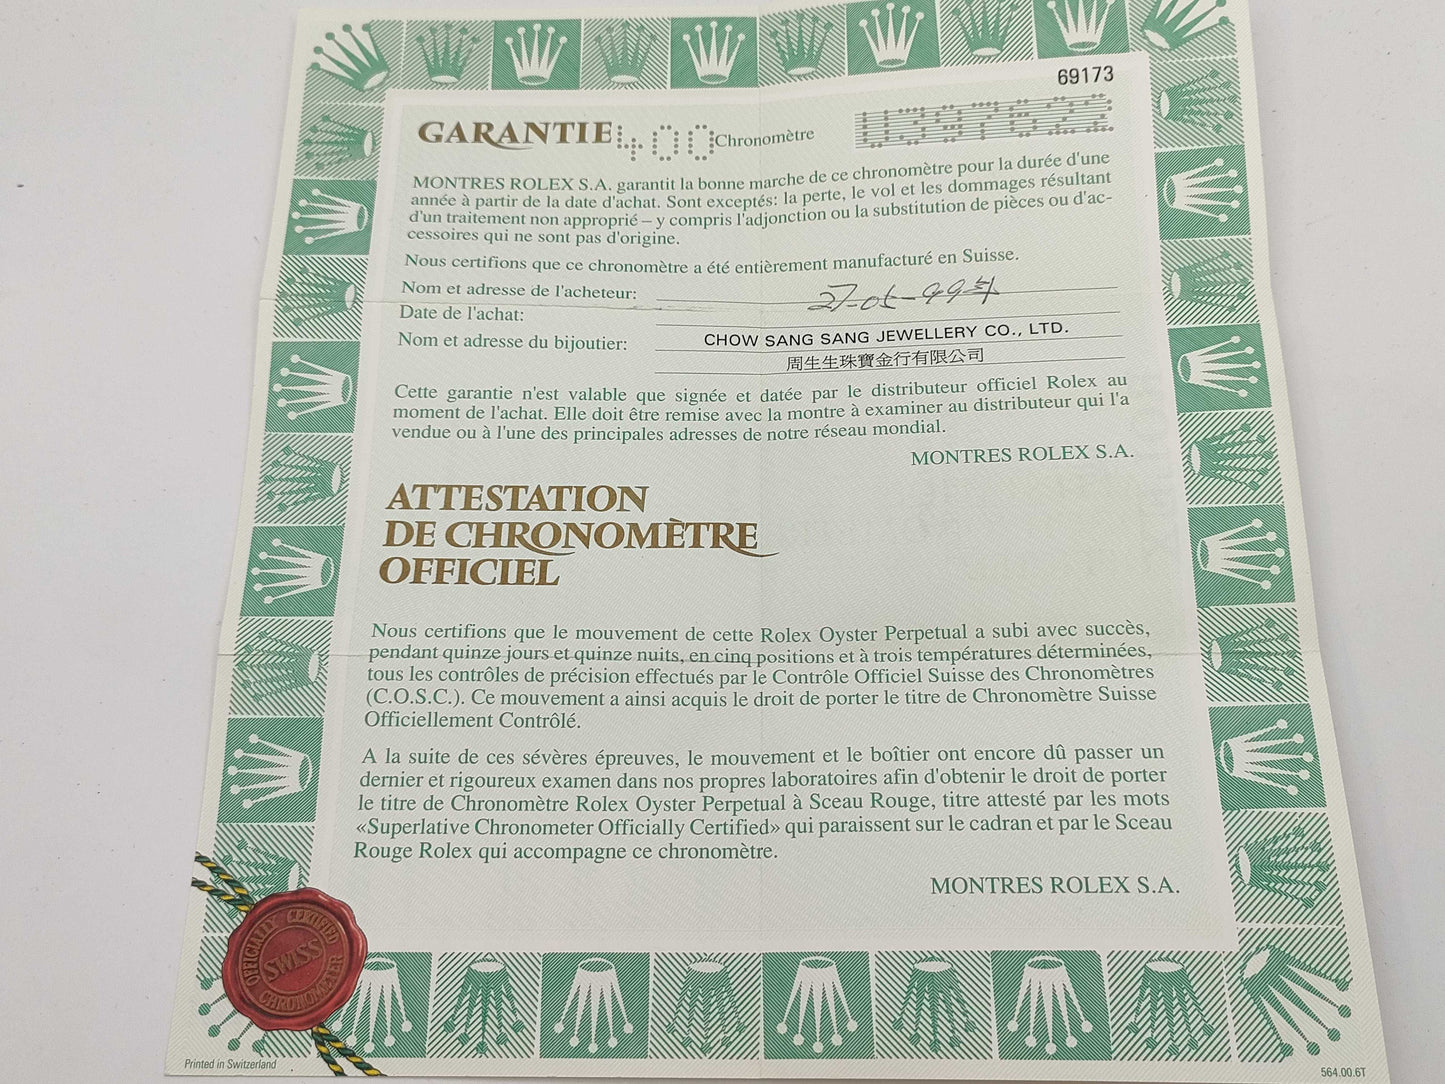 69173
GARANTIE 400 Chronomètre U397622
MONTRES ROLEX S.A. garantit la bonne marche de ce chronomètre pour la durée d'une
année à partir de la date d'achat. Sont exceptés: la perte, le vol et les dommages résultant
d'un traitement non approprié – y compris l'adjonction ou la substitution de pièces ou d'ac-
cessoires qui ne sont pas d'origine.
Nous certifions que ce chronomètre a été entièrement manufacturé en Suisse.
Nom et adresse de l'acheteur:
Date de l'achat:
Nom et adresse du bijoutier:
CHOW SANG SANG JEWELLERY CO., LTD.
周生生珠寶金行有限公司
Cette garantie n'est valable que signée et datée par le distributeur officiel Rolex au
moment de l'achat. Elle doit être remise avec la montre à examiner au distributeur qui l'a
vendue ou à l'une des principales adresses de notre réseau mondial.
MONTRES ROLEX S.A.
ATTESTATION
DE CHRONOMÈTRE
OFFICIEL
Nous certifions que le mouvement de cette Rolex Oyster Perpetual a subi avec succès,
pendant quinze jours et quinze nuits, en cinq positions et à trois températures déterminées,
tous les contrôles de précision effectués par le Contrôle Officiel Suisse des Chronomètres
(C.O.S.C.). Ce mouvement a ainsi acquis le droit de porter le titre de Chronomètre Suisse
Officiellement Contrôlé.
A la suite de ces sévères épreuves, le mouvement et le boîtier ont encore dû passer un
dernier et rigoureux examen dans nos propres laboratoires afin d'obtenir le droit de porter
le titre de Chronomètre Rolex Oyster Perpetual à Sceau Rouge, titre attesté par les mots
«Superlative Chronometer Officially Certified» qui paraissent sur le cadran et par le Sceau
Rouge Rolex qui accompagne ce chronomètre.
MONTRES ROLEX S.A.
OFFICIALLY CERTIFIED
SWISS
CHRONOMETER
Printed in Switzerland
564.00.6T